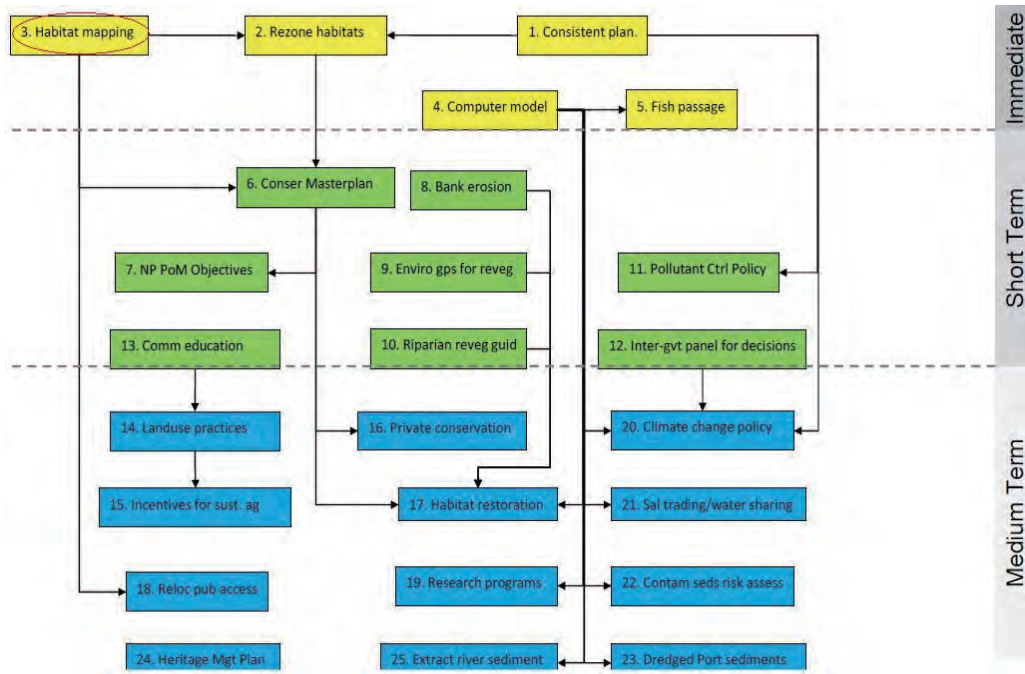 3. Habitat mapping
2. Rezone habitats
1. Consistent plan.
4. Computer model
5. Fish passage
Immediate
6. Conser Masterplan
8. Bank erosion
7. NP PoM Objectives
9. Enviro gps for reveg
11. Pollutant Ctrl Policy
13. Comm education
10. Riparian reveg guid
12. Inter-gvt panel for decisions
Short Term
14. Landuse practices
16. Private conservation
20. Climate change policy
15. Incentives for sust. ag
17. Habitat restoration
21. Sal trading/water sharing
18. Reloc pub access
19. Research programs
22. Contam seds risk assess
24. Heritage Mgt Plan
25. Extract river sediment
23. Dredged Port sediments
Medium Term